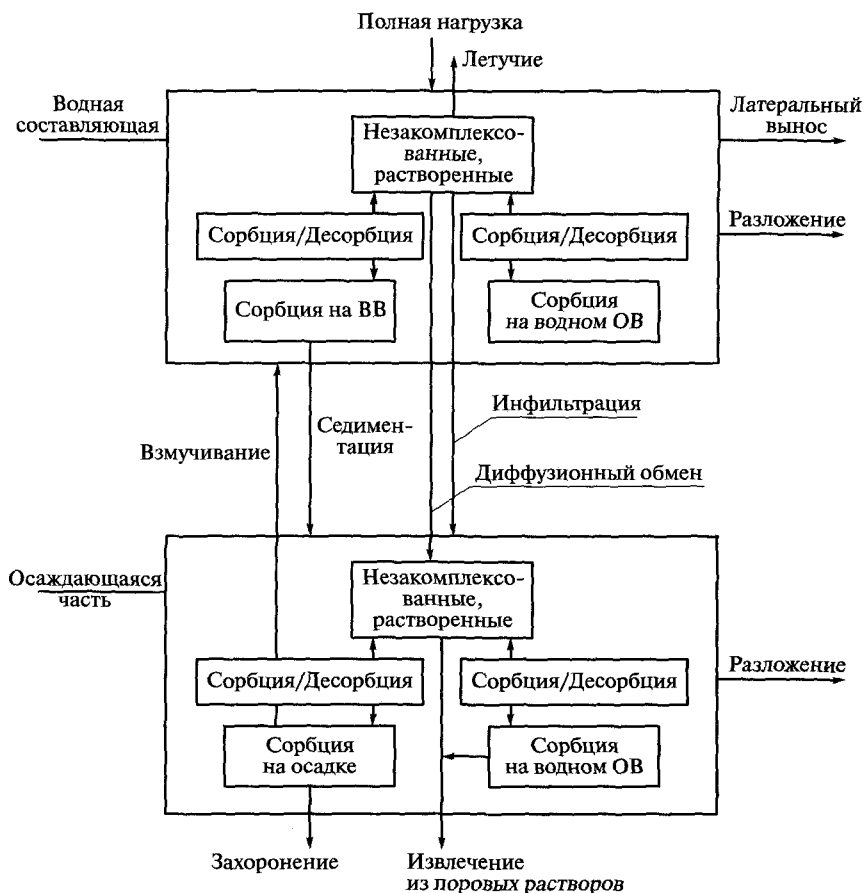 Полная нагрузка
Летучие
Водная
составляющая
Латеральный
вынос
Незакомплексо-
ванные,
растворенные
Разложение
Сорбция/Десорбция
Сорбция/Десорбция
Сорбция на ВВ
Сорбция
на водном ОВ
Инфильтрация
Седимен-
тация
Взмучивание
Диффузионный обмен
Осаждающаяся
часть
Незакомплексо-
ванные,
растворенные
Разложение
Сорбция/Десорбция
Сорбция/Десорбция
Сорбция
на осадке
Сорбция
на водном ОВ
Захоронение
Извлечение
из поровых растворов